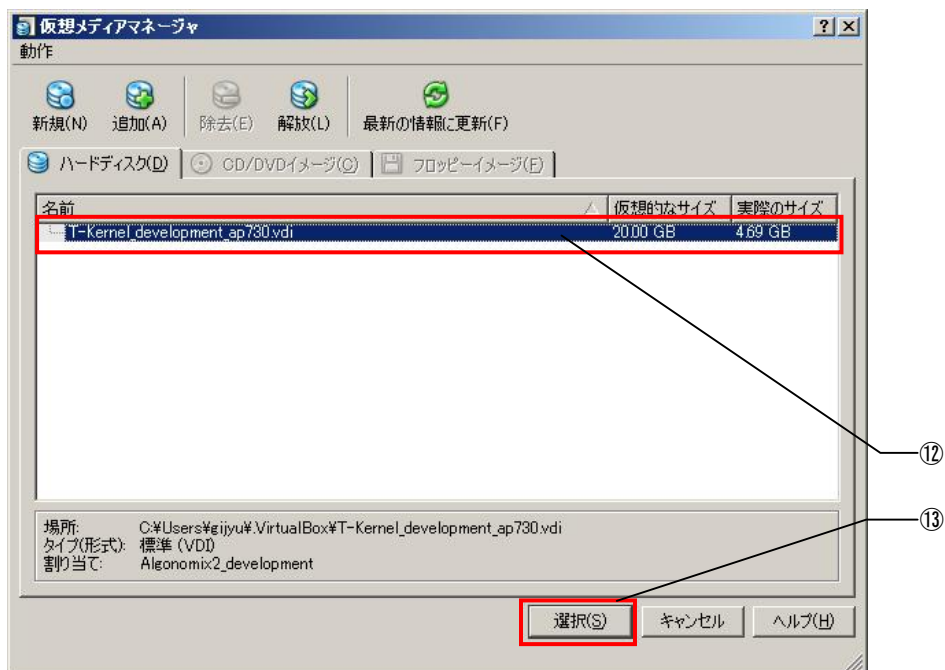 仮想メディアマネージャ
動作
新規(N) 追加(A) 除去(E) 解放(L) 最新の情報に更新(F)
ハードディスク(D) CD/DVDイメージ(C) フロッピーイメージ(F)
名前 仮想的なサイズ 実際のサイズ
T-Kernel_development_ap730.vdi 20.00 GB 4.69 GB
⑫
場所: C:¥Users¥gijyu¥.VirtualBox¥T-Kernel_development_ap730.vdi
⑬
タイプ(形式): 標準 (VDI)
割り当て: Algonomix2_development
選択(S) キャンセル ヘルプ(H)